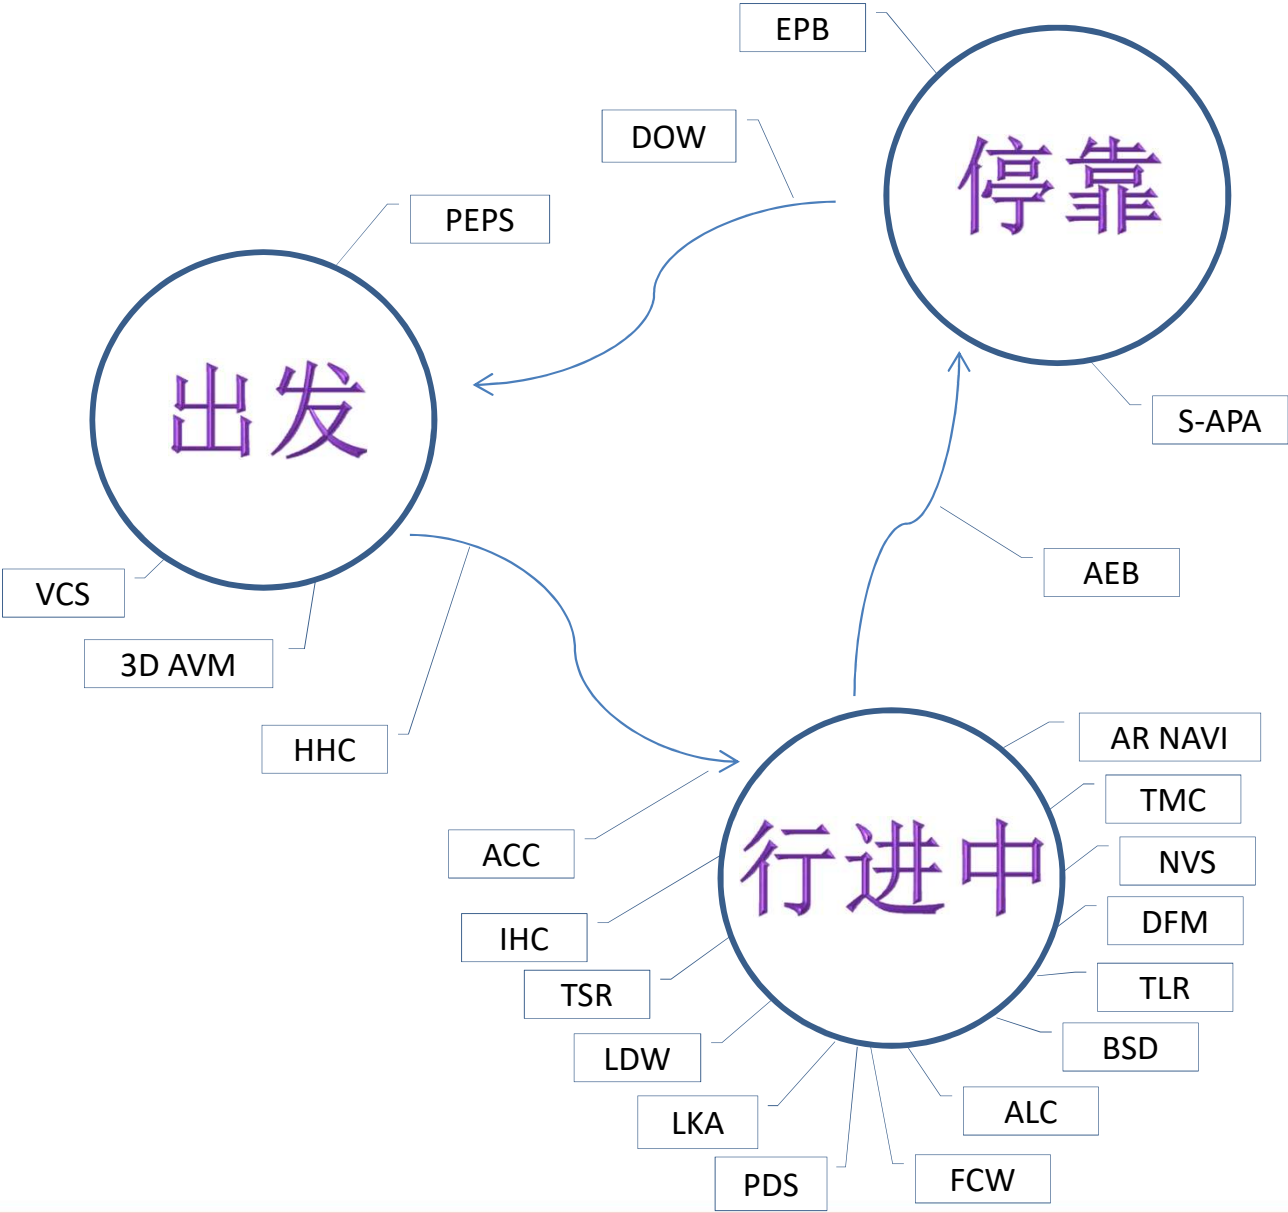 EPB
DOW
停靠
PEPS
出发
S-APA
AEB
VCS
3D AVM
HHC
AR NAVI
TMC
行进中
ACC
NVS
IHC
DFM
TSR
TLR
LDW
BSD
LKA
ALC
PDS
FCW